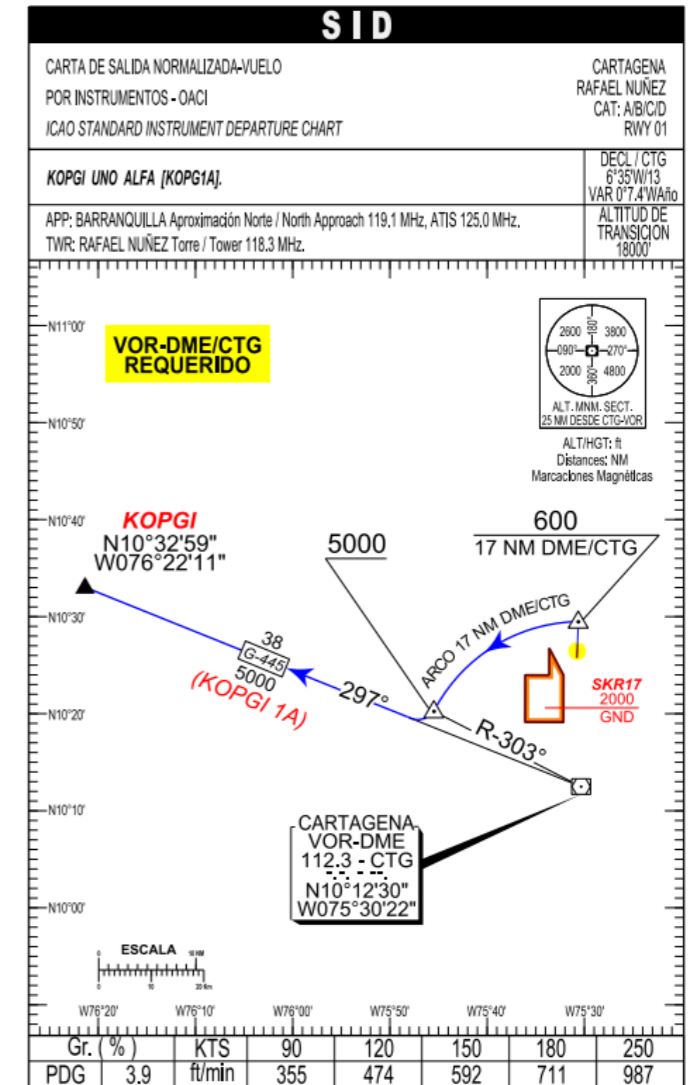 SID
CARTA DE SALIDA NORMALIZADA-VUELO
POR INSTRUMENTOS - OACI
ICAO STANDARD INSTRUMENT DEPARTURE CHART
CARTAGENA
RAFAEL NUÑEZ
CAT: A/B/C/D
RWY 01
KOPGI UNO ALFA [KOPG1A].
DECL / CTG
6°35'W/13
VAR 0°7.4'WAño
APP: BARRANQUILLA Aproximación Norte / North Approach 119.1 MHz, ATIS 125.0 MHz.
TWR: RAFAEL NUÑEZ Torre / Tower 118.3 MHz.
ALTITUD DE
TRANSICION
18000'
N11°00'
VOR-DME/CTG
REQUERIDO
2600 180° 3800
090° 270°
2000 360° 4800
ALT. MNM. SECT.
25 NM DESDE CTG-VOR
ALT/HGT: ft
Distances: NM
Marcaciones Magnéticas
N10°50'
N10°40'
KOPGI
N10°32'59"
W076°22'11"
5000
600
17 NM DME/CTG
N10°30'
ARCO 17 NM DME/CTG
38
G-445
5000
(KOPGI 1A)
297°
SKR17
2000
GND
N10°20'
R-303°
N10°10'
CARTAGENA
VOR-DME
112.3 - CTG
-.-. - --.
N10°12'30"
W075°30'22"
N10°00'
ESCALA
0 10 NM
0 10 20 Km
W76°20' W76°10' W76°00' W75°50' W75°40' W75°30'
Gr. ( % ) KTS 90 120 150 180 250
PDG 3.9 ft/min 355 474 592 711 987